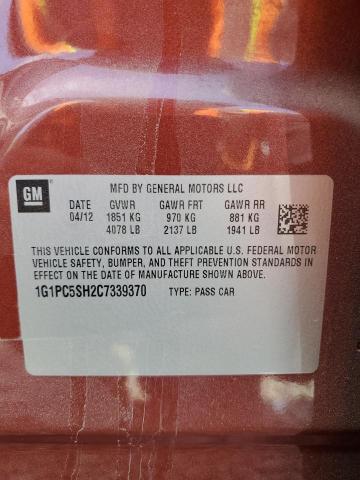 GM
MFD BY GENERAL MOTORS LLC
DATE GVWR GAWR FRT GAWR RR
04/12 1851 KG 970 KG 881 KG
4078 LB 2137 LB 1941 LB
THIS VEHICLE CONFORMS TO ALL APPLICABLE U.S. FEDERAL MOTOR
VEHICLE SAFETY, BUMPER, AND THEFT PREVENTION STANDARDS
IN EFFECT ON THE DATE OF MANUFACTURE SHOWN ABOVE.
1G1PC5SH2C7339370 TYPE: PASS CAR